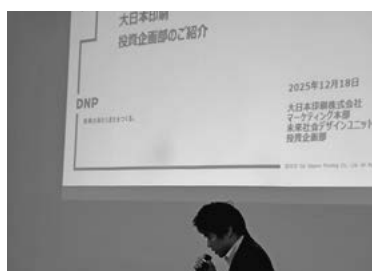 大日本印刷
投資企画部のご紹介
2025年12月18日
DNP
大日本印刷株式会社
マーケティング本部
未来社会デザインユニット
投資企画部